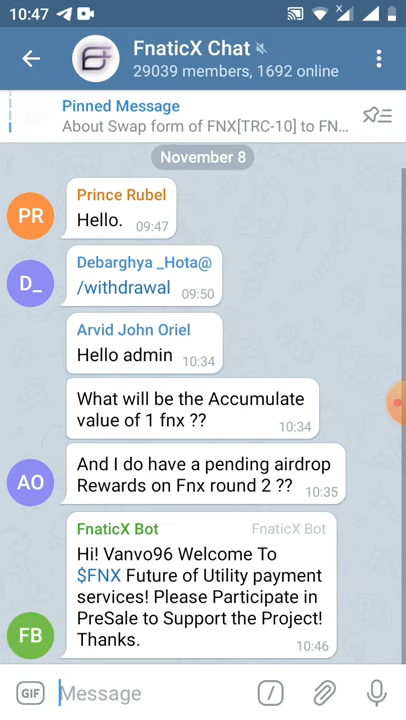 10:47
FnaticX Chat
29039 members, 1692 online
Pinned Message
About Swap form of FNX[TRC-10] to FN...
November 8
Prince Rubel
PR
Hello. 09:47
Debarghya _Hota@
D_
/withdrawal 09:50
Arvid John Oriel
Hello admin 10:34
What will be the Accumulate
value of 1 fnx ??
10:34
And I do have a pending airdrop
AO
Rewards on Fnx round 2 ?? 10:35
FnaticX Bot FnaticX Bot
Hi! Vanvo96 Welcome To
$FNX Future of Utility payment
services! Please Participate in
PreSale to Support the Project!
FB
Thanks. 10:46
GIF Message /